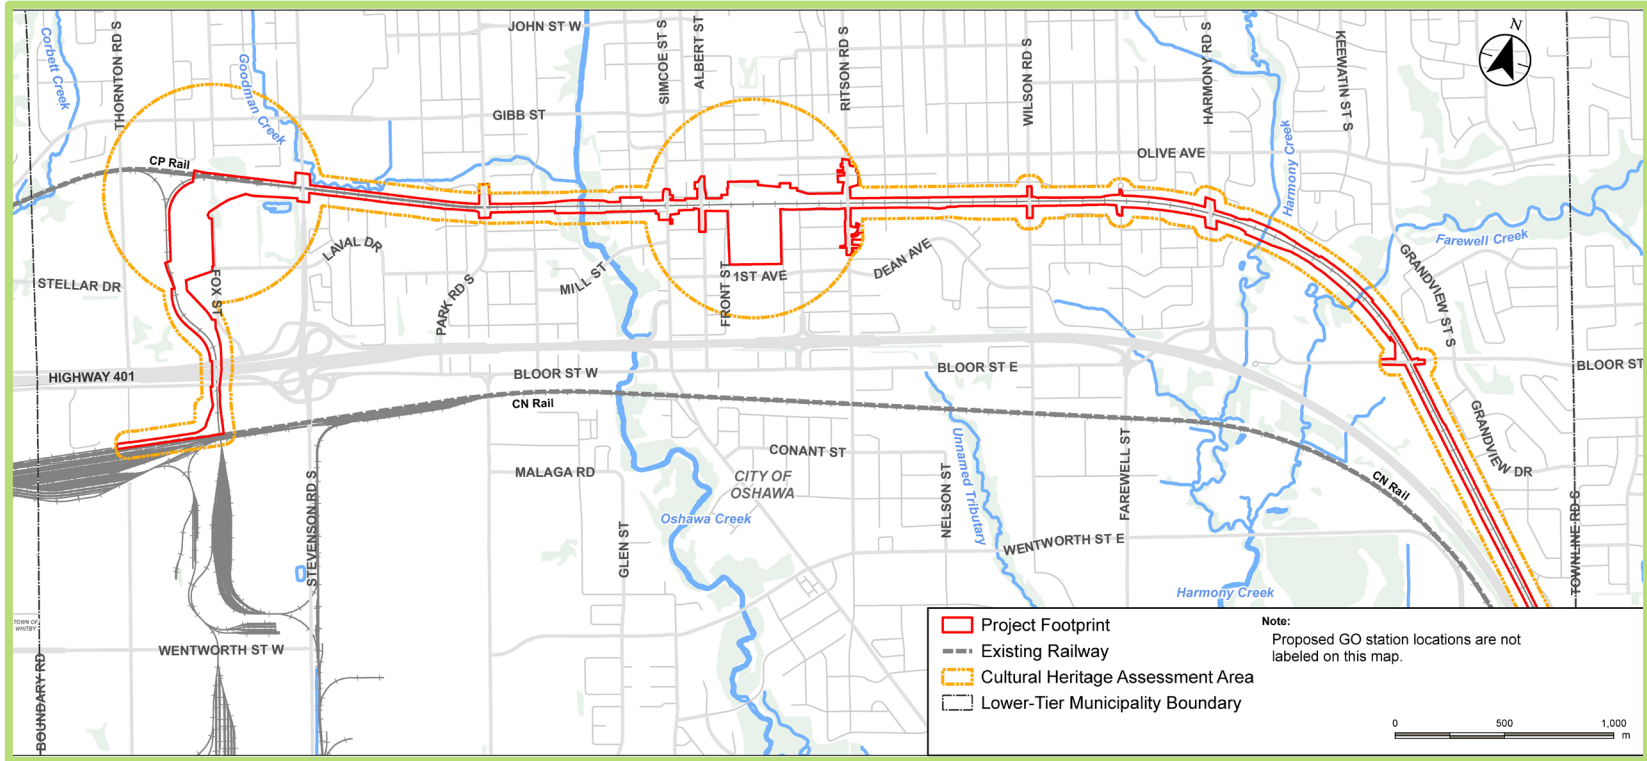 JOHN ST W
N
Corbett Creek
THORNTON RD S
Goodman Creek
SIMCOE ST S
ALBERT ST
RITSON RD S
WILSON RD S
HARMONY RD S
KEEWATIN ST S
GIBB ST
CP Rail
OLIVE AVE
Harmony Creek
LAVAL DR
DEAN AVE
Farewell Creek
GRANDVIEW ST S
STELLAR DR
FOX ST
PARK RD S
MILL ST
FRONT ST
1ST AVE
HIGHWAY 401
BLOOR ST W
BLOOR ST E
BLOOR ST
CN Rail
CONANT ST
MALAGA RD
CITY OF
OSHAWA
Unnamed Tributary
NELSON ST
FAREWELL ST
GRANDVIEW DR
CN Rail
STEVENSON RD S
GLEN ST
Oshawa Creek
WENTWORTH ST E
TOWNLINE RD S
Harmony Creek
TOWN OF
WHITBY
WENTWORTH ST W
BOUNDARY RD
Project Footprint
Existing Railway
Cultural Heritage Assessment Area
Lower-Tier Municipality Boundary
Note:
Proposed GO station locations are not
labeled on this map.
0 500 1,000
m